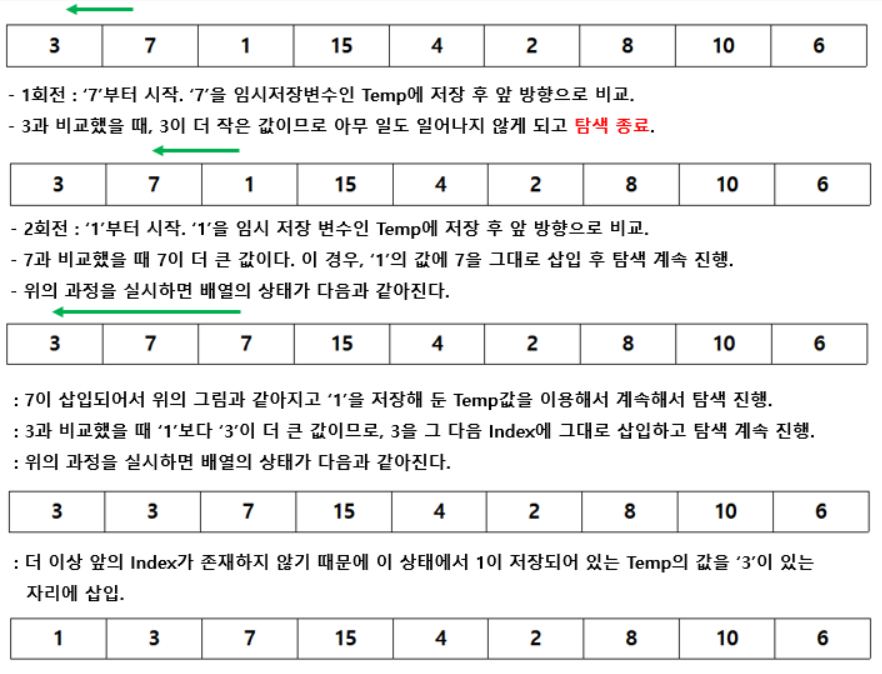 3 7 1 15 4 2 8 10 6
- 1회전 : ‘7’부터 시작. ‘7’을 임시저장변수인 Temp에 저장 후 앞 방향으로 비교.
- 3과 비교했을 때, 3이 더 작은 값이므로 아무 일도 일어나지 않게 되고 탐색 종료.
3 7 1 15 4 2 8 10 6
- 2회전 : ‘1’부터 시작. ‘1’을 임시 저장 변수인 Temp에 저장 후 앞 방향으로 비교.
- 7과 비교했을 때 7이 더 큰 값이다. 이 경우, ‘1’의 값에 7을 그대로 삽입 후 탐색 계속 진행.
- 위의 과정을 실시하면 배열의 상태가 다음과 같아진다.
3 7 7 15 4 2 8 10 6
: 7이 삽입되어서 위의 그림과 같아지고 ‘1’을 저장해 둔 Temp값을 이용해서 계속해서 탐색 진행.
: 3과 비교했을 때 ‘1’보다 ‘3’이 더 큰 값이므로, 3을 그 다음 Index에 그대로 삽입하고 탐색 계속 진행.
: 위의 과정을 실시하면 배열의 상태가 다음과 같아진다.
3 3 7 15 4 2 8 10 6
: 더 이상 앞의 Index가 존재하지 않기 때문에 이 상태에서 1이 저장되어 있는 Temp의 값을 ‘3’이 있는
자리에 삽입.
1 3 7 15 4 2 8 10 6